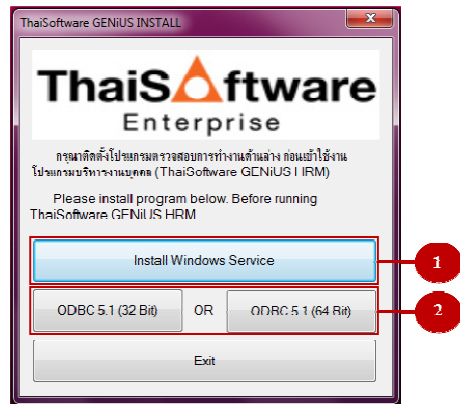 ThaiSoftware GENiUS INSTALL
ThaiSoftware
Enterprise
กรุณาติดตั้งโปรแกรมตรวจสอบการทำงานด้านล่าง ก่อนเข้าใช้งาน
โปรแกรมบริหารงานบุคคล (ThaiSoftware GENiUS HRM)
Please install program below. Before running
ThaiSoftware GENiUS HRM
Install Windows Service
1
ODBC 5.1 (32 Bit) OR ODBC 5.1 (64 Bit)
2
Exit